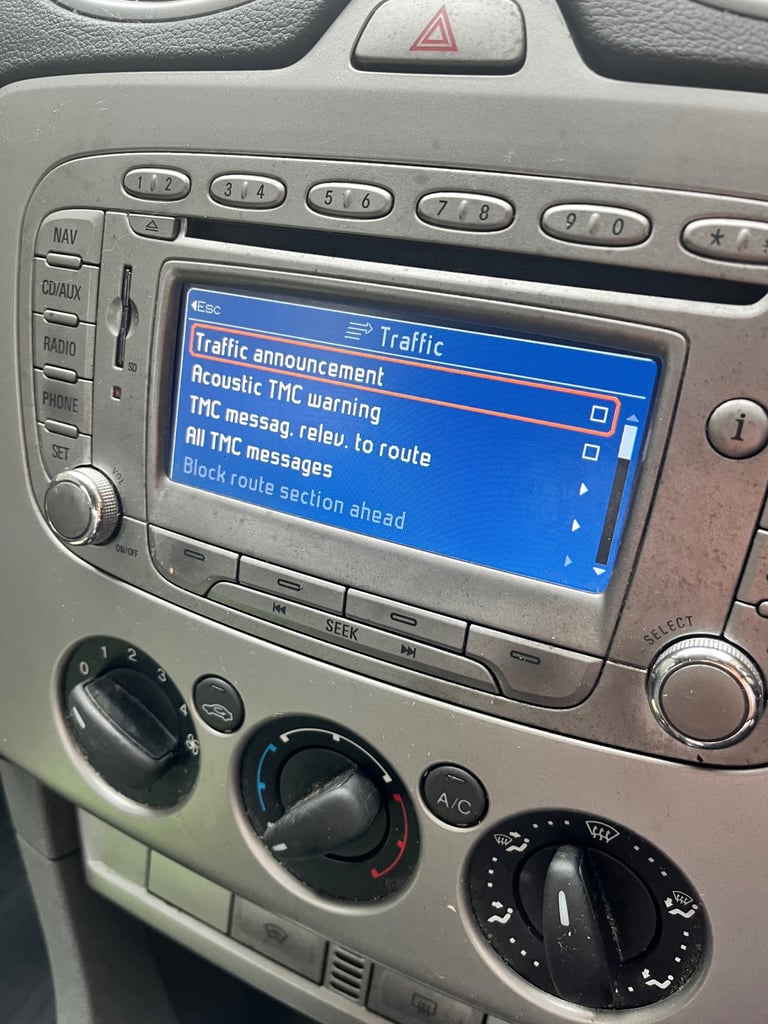 1 2
3 4
5 6
7 8
9 0
*
NAV
CD/AUX
RADIO
PHONE
SET
SD
Esc
Traffic
Traffic announcement
Acoustic TMC warning
TMC messag. relev. to route
All TMC messages
Block route section ahead
i
VOL
ON/OFF
SEEK
SELECT
0 1 2 3 4
A/C